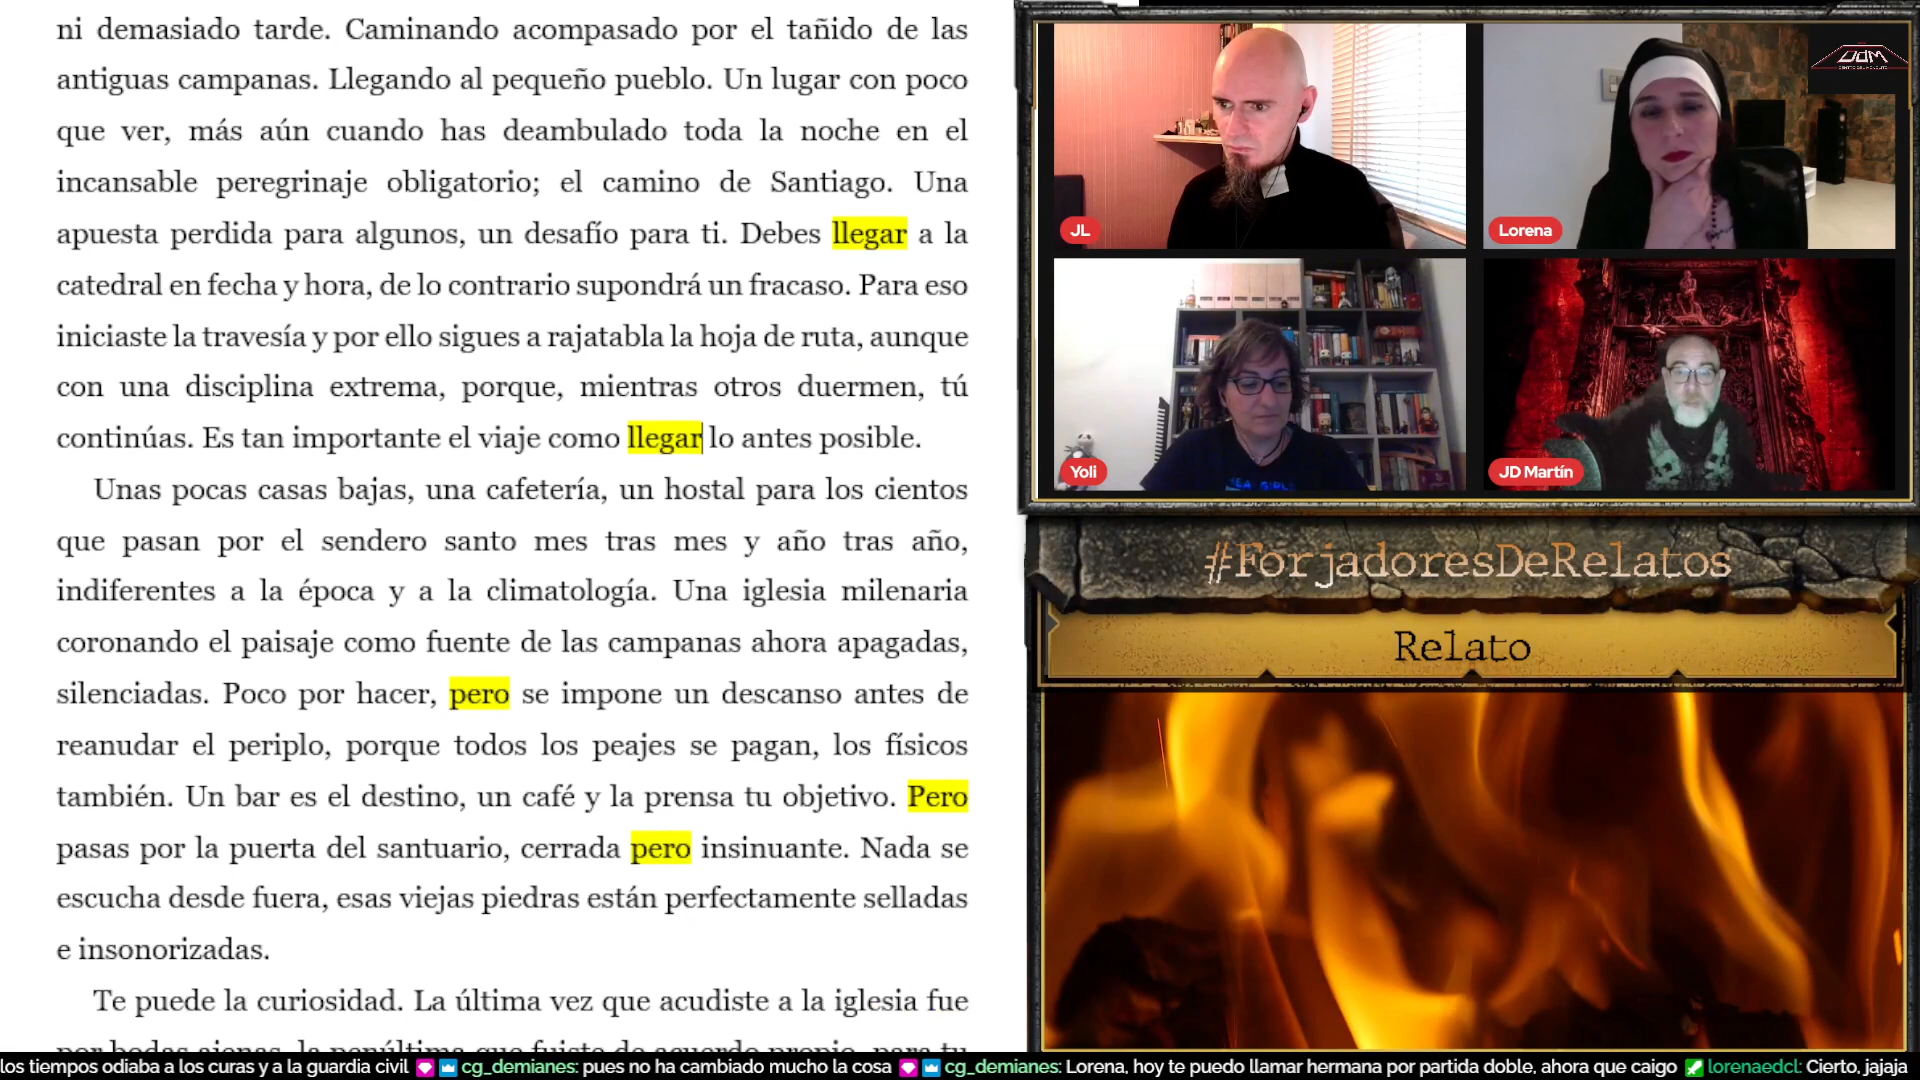 ni demasiado tarde. Caminando acompasado por el tañido de las
antiguas campanas. Llegando al pequeño pueblo. Un lugar con poco
que ver, más aún cuando has deambulado toda la noche en el
incansable peregrinaje obligatorio; el camino de Santiago. Una
apuesta perdida para algunos, un desafío para ti. Debes llegar a la
catedral en fecha y hora, de lo contrario supondrá un fracaso. Para eso
iniciaste la travesía y por ello sigues a rajatabla la hoja de ruta, aunque
con una disciplina extrema, porque, mientras otros duermen, tú
continúas. Es tan importante el viaje como llegar lo antes posible.
Unas pocas casas bajas, una cafetería, un hostal para los cientos
que pasan por el sendero santo mes tras mes y año tras año,
indiferentes a la época y a la climatología. Una iglesia milenaria
coronando el paisaje como fuente de las campanas ahora apagadas,
silenciadas. Poco por hacer, pero se impone un descanso antes de
reanudar el periplo, porque todos los peajes se pagan, los físicos
también. Un bar es el destino, un café y la prensa tu objetivo. Pero
pasas por la puerta del santuario, cerrada pero insinuante. Nada se
escucha desde fuera, esas viejas piedras están perfectamente selladas
e insonorizadas.
Te puede la curiosidad. La última vez que acudiste a la iglesia fue
por bodas ajenas, la penúltima que fuiste de acuerdo propio, para tu
JL
Lorena
Yoli
JD Martín
#ForjadoresDeRelatos
Relato
los tiempos odiaba a los curas y a la guardia civil cg_demianes: pues no ha cambiado mucho la cosa cg_demianes: Lorena, hoy te puedo llamar hermana por partida doble, ahora que caigo lorenaedcl: Cierto, jajaja